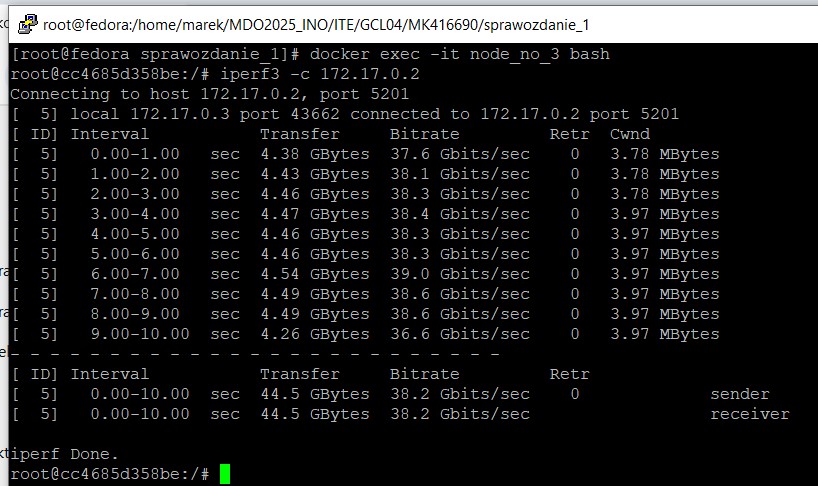 root@fedora:/home/marek/MDO2025_INO/ITE/GCL04/MK416690/sprawozdanie_1
[root@fedora sprawozdanie_1]# docker exec -it node_no_3 bash
root@cc4685d358be:/# iperf3 -c 172.17.0.2
Connecting to host 172.17.0.2, port 5201
[  5] local 172.17.0.3 port 43662 connected to 172.17.0.2 port 5201
[ ID] Interval           Transfer     Bitrate         Retr  Cwnd
[  5]   0.00-1.00   sec  4.38 GBytes  37.6 Gbits/sec    0   3.78 MBytes
[  5]   1.00-2.00   sec  4.43 GBytes  38.1 Gbits/sec    0   3.78 MBytes
[  5]   2.00-3.00   sec  4.46 GBytes  38.3 Gbits/sec    0   3.78 MBytes
[  5]   3.00-4.00   sec  4.47 GBytes  38.4 Gbits/sec    0   3.97 MBytes
[  5]   4.00-5.00   sec  4.46 GBytes  38.3 Gbits/sec    0   3.97 MBytes
[  5]   5.00-6.00   sec  4.46 GBytes  38.3 Gbits/sec    0   3.97 MBytes
[  5]   6.00-7.00   sec  4.54 GBytes  39.0 Gbits/sec    0   3.97 MBytes
[  5]   7.00-8.00   sec  4.49 GBytes  38.6 Gbits/sec    0   3.97 MBytes
[  5]   8.00-9.00   sec  4.49 GBytes  38.6 Gbits/sec    0   3.97 MBytes
[  5]   9.00-10.00  sec  4.26 GBytes  36.6 Gbits/sec    0   3.97 MBytes
- - - - - - - - - - - - - - - - - - - - - - - - -
[ ID] Interval           Transfer     Bitrate         Retr
[  5]   0.00-10.00  sec  44.5 GBytes  38.2 Gbits/sec    0             sender
[  5]   0.00-10.00  sec  44.5 GBytes  38.2 Gbits/sec                  receiver
iperf Done.
root@cc4685d358be:/#